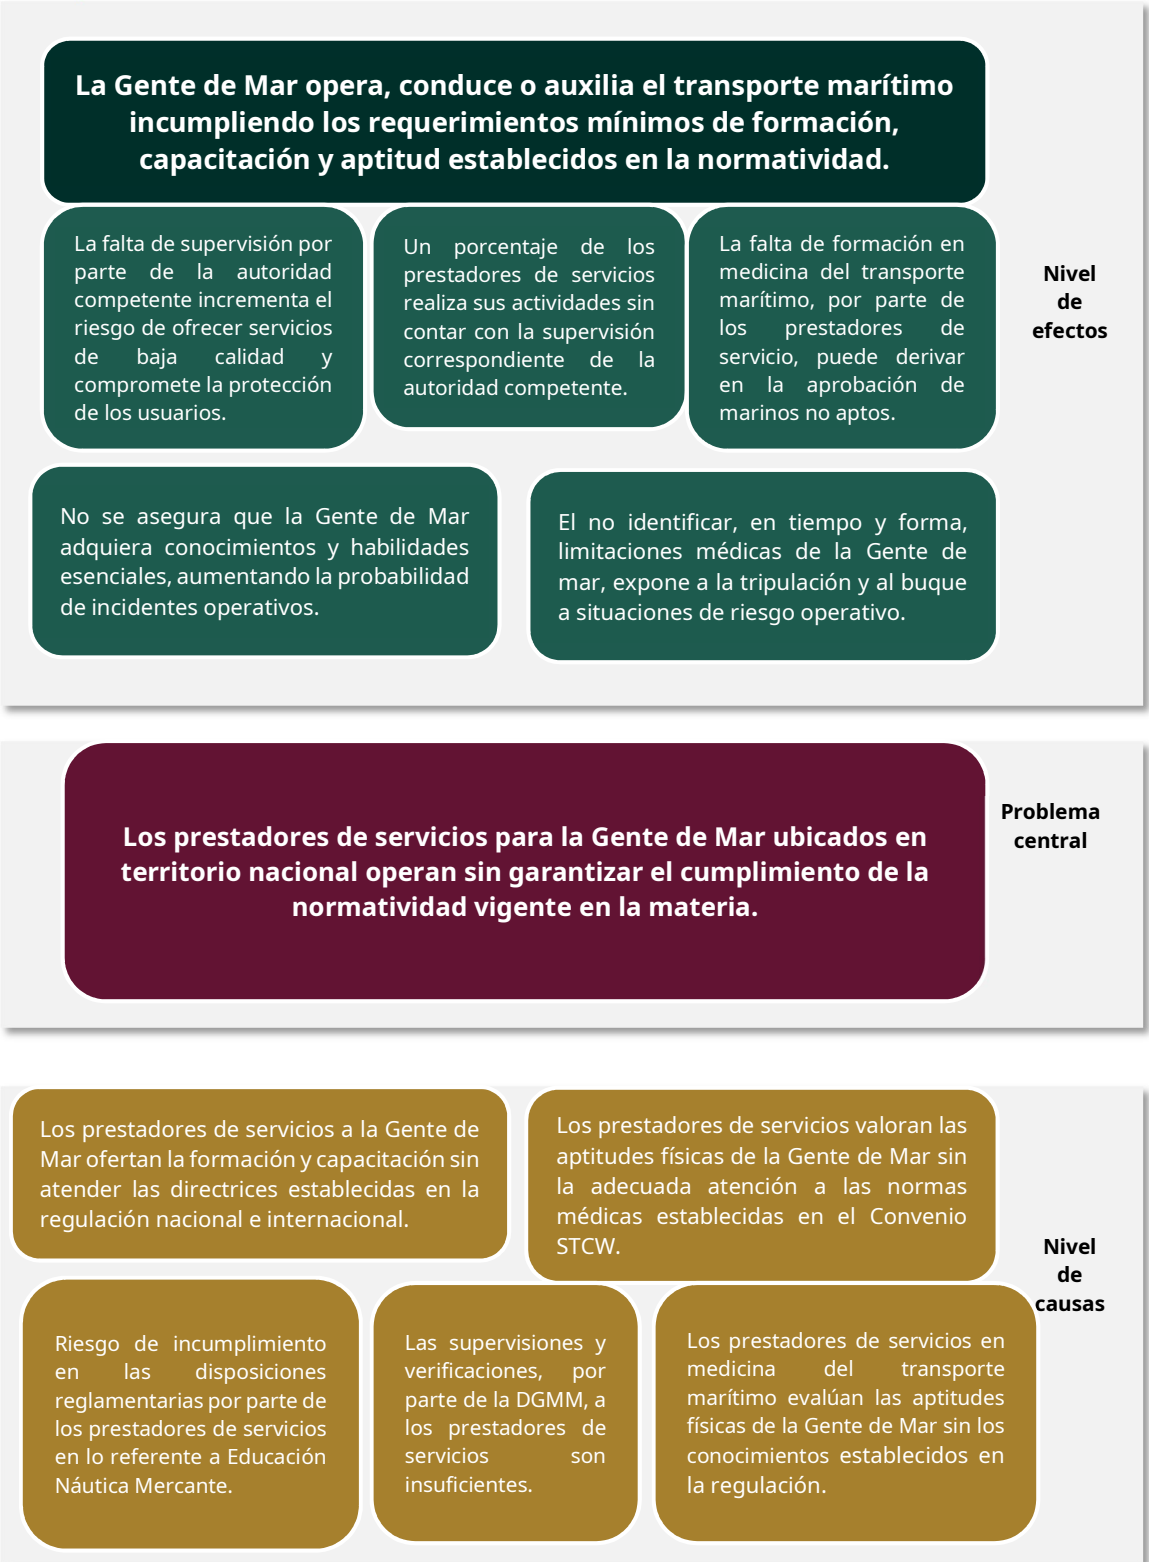 La Gente de Mar opera, conduce o auxilia el transporte marítimo
incumpliendo los requerimientos mínimos de formación,
capacitación y aptitud establecidos en la normatividad.
La falta de supervisión por
parte de la autoridad
competente incrementa el
riesgo de ofrecer servicios
de baja calidad y
compromete la protección
de los usuarios.
Un porcentaje de los
prestadores de servicios
realiza sus actividades sin
contar con la supervisión
correspondiente de la
autoridad competente.
La falta de formación en
medicina del transporte
marítimo, por parte de
los prestadores de
servicio, puede derivar
en la aprobación de
marinos no aptos.
Nivel
de
efectos
No se asegura que la Gente de Mar
adquiera conocimientos y habilidades
esenciales, aumentando la probabilidad
de incidentes operativos.
El no identificar, en tiempo y forma,
limitaciones médicas de la Gente de
mar, expone a la tripulación y al buque
a situaciones de riesgo operativo.
Los prestadores de servicios para la Gente de Mar ubicados en
territorio nacional operan sin garantizar el cumplimiento de la
normatividad vigente en la materia.
Problema
central
Los prestadores de servicios a la Gente de
Mar ofertan la formación y capacitación sin
atender las directrices establecidas en la
regulación nacional e internacional.
Los prestadores de servicios valoran las
aptitudes físicas de la Gente de Mar sin
la adecuada atención a las normas
médicas establecidas en el Convenio
STCW.
Nivel
de
causas
Riesgo de incumplimiento
en las disposiciones
reglamentarias por parte de
los prestadores de servicios
en lo referente a Educación
Náutica Mercante.
Las supervisiones y
verificaciones, por
parte de la DGMM, a
los prestadores de
servicios son
insuficientes.
Los prestadores de servicios en
medicina del transporte
marítimo evalúan las aptitudes
físicas de la Gente de Mar sin los
conocimientos establecidos en
la regulación.